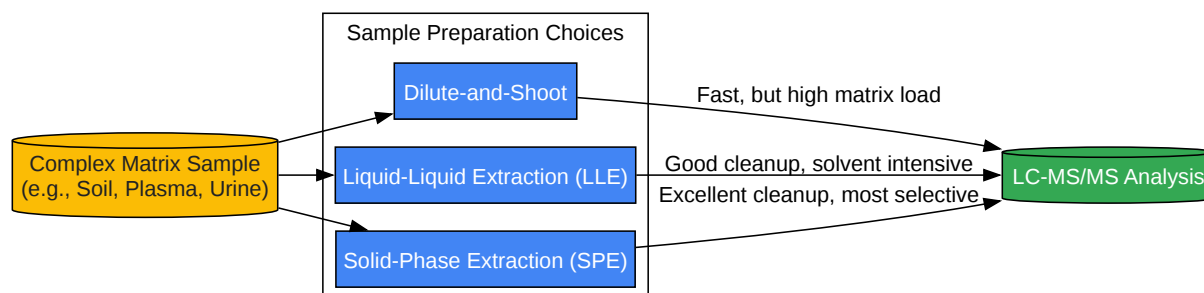 Sample Preparation Choices
Dilute-and-Shoot
Fast, but high matrix load
Complex Matrix Sample
(e.g., Soil, Plasma, Urine)
Liquid-Liquid Extraction (LLE)
Good cleanup, solvent intensive
LC-MS/MS Analysis
Excellent cleanup, most selective
Solid-Phase Extraction (SPE)